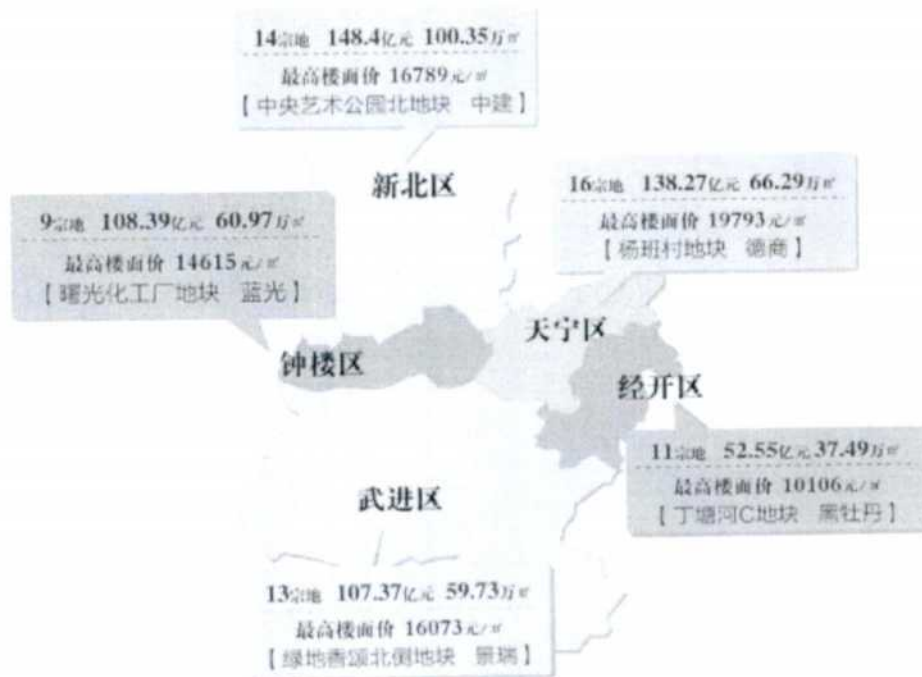 14宗地 148.4亿元 100.35万㎡
最高楼面价 16789元/㎡
【中央艺术公园北地块 中建】
新北区
16宗地 138.27亿元 66.29万㎡
最高楼面价 19793元/㎡
【杨班村地块 德商】
9宗地 108.39亿元 60.97万㎡
最高楼面价 14615元/㎡
【曙光化工厂地块 蓝光】
天宁区
钟楼区
经开区
11宗地 52.55亿元 37.49万㎡
最高楼面价 10106元/㎡
【丁塘河C地块 黑牡丹】
武进区
13宗地 107.37亿元 59.73万㎡
最高楼面价 16073元/㎡
【绿地香颂北侧地块 景瑞】